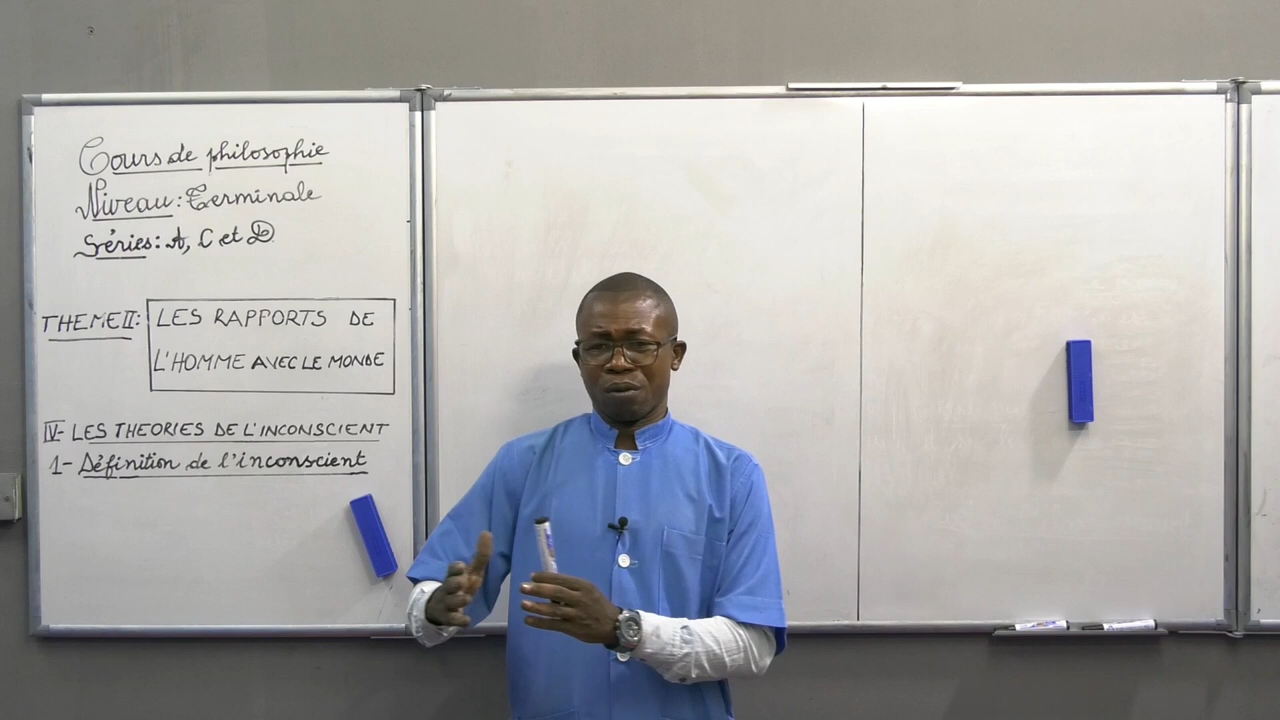 Cours de philosophie
Niveau : Terminale
Séries : A, C et D
THEME II : LES RAPPORTS DE
L'HOMME AVEC LE MONDE
IV- LES THEORIES DE L'INCONSCIENT
1- Définition de l'inconscient